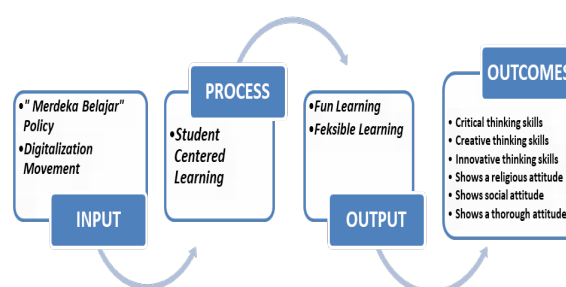 •" Merdeka Belajar"
Policy
•Digitalization
Movement
INPUT
PROCESS
•Student
Centered
Learning
•Fun Learning
•Feksible Learning
OUTPUT
OUTCOMES
• Critical thinking skills
• Creative thinking skills
• Innovative thinking skills
• Shows a religious attitude
• Shows social attitude
• Shows a thorough attitude